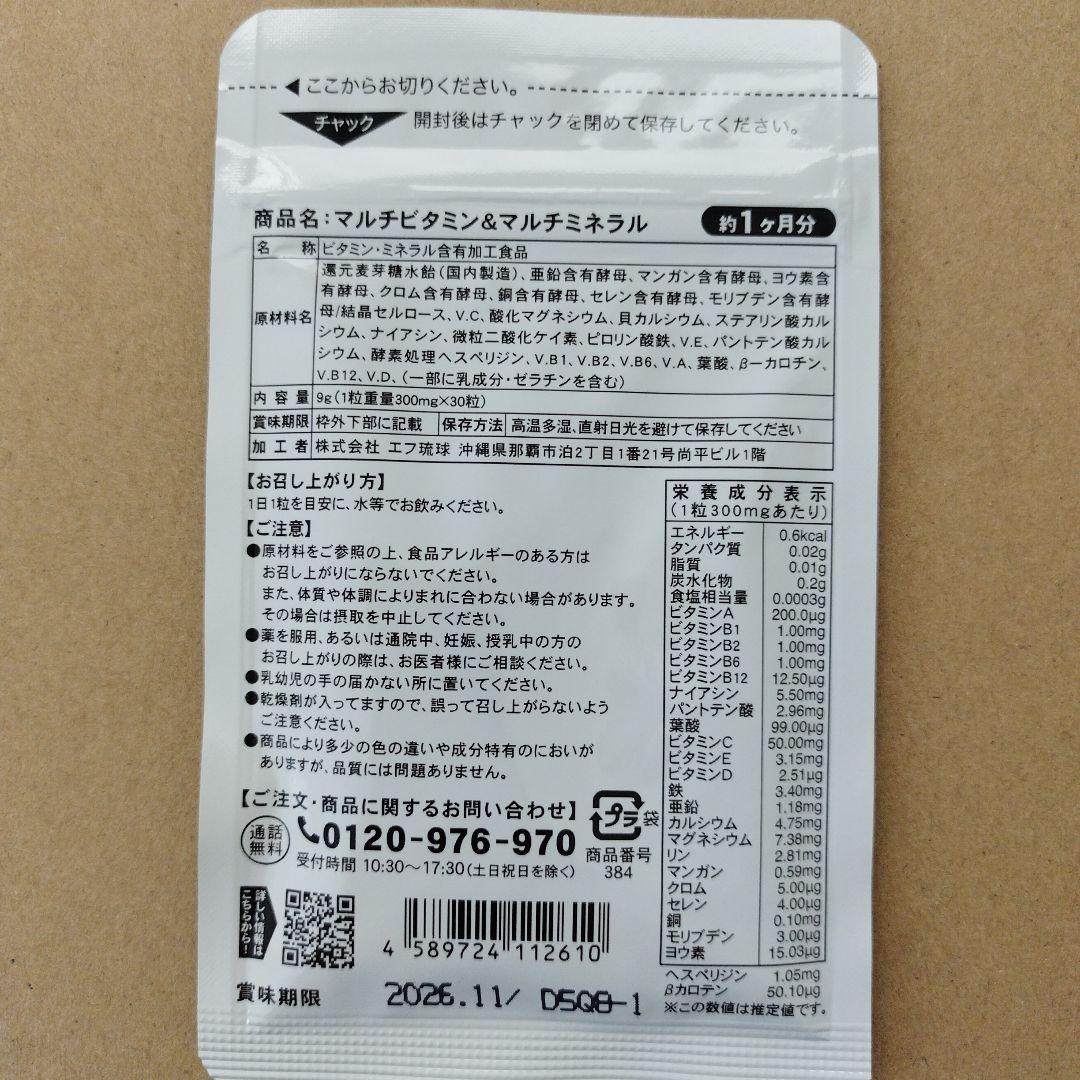 ここからお切りください。
チャック 開封後はチャックを閉めて保存してください。
商品名：マルチビタミン&マルチミネラル 約1ヶ月分
名称 ビタミン・ミネラル含有加工食品
原材料名 還元麦芽糖水飴(国内製造)、亜鉛含有酵母、マンガン含有酵母、ヨウ素含
有酵母、クロム含有酵母、銅含有酵母、セレン含有酵母、モリブデン含有酵
母/結晶セルロース、V.C、酸化マグネシウム、貝カルシウム、ステアリン酸カル
シウム、ナイアシン、微粒二酸化ケイ素、ピロリン酸鉄、V.E、パントテン酸カル
シウム、酵素処理ヘスペリジン、V.B1、V.B2、V.B6、V.A、葉酸、β－カロチン、
V.B12、V.D、(一部に乳成分・ゼラチンを含む)
内容量 9g(1粒重量300mg×30粒)
賞味期限 枠外下部に記載 保存方法 高温多湿、直射日光を避けて保存してください
加工者 株式会社 エフ琉球 沖縄県那覇市泊2丁目1番21号尚平ビル1階
【お召し上がり方】
1日1粒を目安に、水等でお飲みください。
【ご注意】
●原材料をご参照の上、食品アレルギーのある方は
お召し上がりにならないでください。
また、体質や体調によりまれに合わない場合があります。
その場合は摂取を中止してください。
●薬を服用、あるいは通院中、妊娠、授乳中の方の
お召し上がりの際は、お医者様にご相談ください。
●乳幼児の手の届かない所に置いてください。
●乾燥剤が入ってますので、誤って召し上がらないよう
ご注意ください。
●商品により多少の色の違いや成分特有のにおいが
ありますが、品質には問題ありません。
【ご注文・商品に関するお問い合わせ】
通話
無料
0120-976-970
受付時間 10:30〜17:30(土日祝日を除く)
プラ 袋
商品番号
384
詳しい情報は
こちらから！
4 589724 112610
賞味期限 2026.11/ D5Q8-1
栄養成分表示
(1粒300mgあたり)
エネルギー 0.6kcal
タンパク質 0.02g
脂質 0.01g
炭水化物 0.2g
食塩相当量 0.0003g
ビタミンA 200.0μg
ビタミンB1 1.00mg
ビタミンB2 1.00mg
ビタミンB6 1.00mg
ビタミンB12 12.50μg
ナイアシン 5.50mg
パントテン酸 2.96mg
葉酸 99.00μg
ビタミンC 50.00mg
ビタミンE 3.15mg
ビタミンD 2.51μg
鉄 3.40mg
亜鉛 1.18mg
カルシウム 4.75mg
マグネシウム 7.38mg
リン 2.81mg
マンガン 0.59mg
クロム 5.00μg
セレン 4.00μg
銅 0.10mg
モリブデン 3.00μg
ヨウ素 15.03μg
ヘスペリジン 1.05mg
βカロテン 50.10μg
※この数値は推定値です。